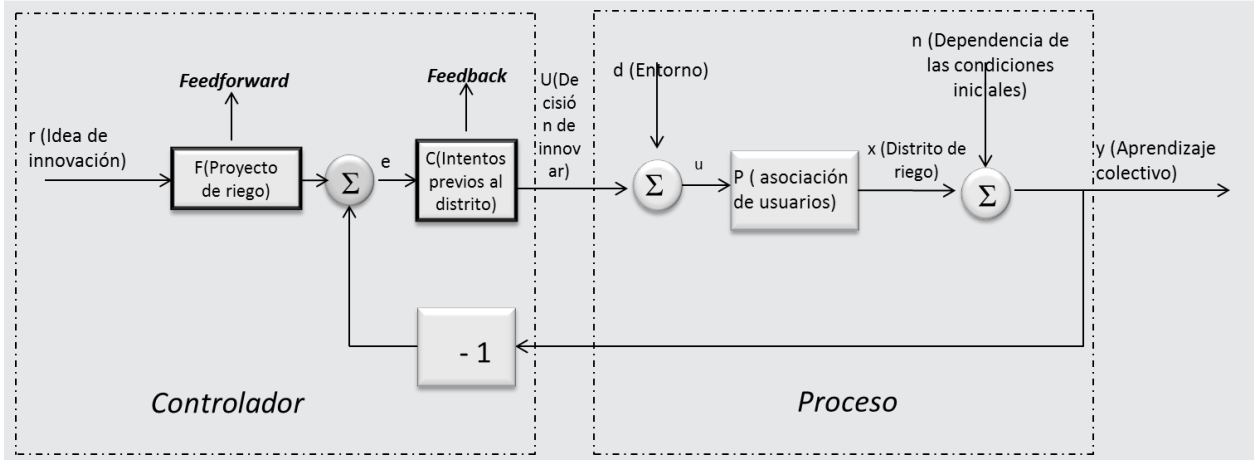 Feedforward
r (Idea de
innovación)
F(Proyecto
de riego)
Σ
e
Feedback
C(Intentos
previos al
distrito)
U(De
cisió
n de
innov
ar)
d (Entorno)
Σ
u
P ( asociación
de usuarios)
x (Distrito de
riego)
n (Dependencia de
las condiciones
iniciales)
Σ
y (Aprendizaje
colectivo)
- 1
Controlador
Proceso